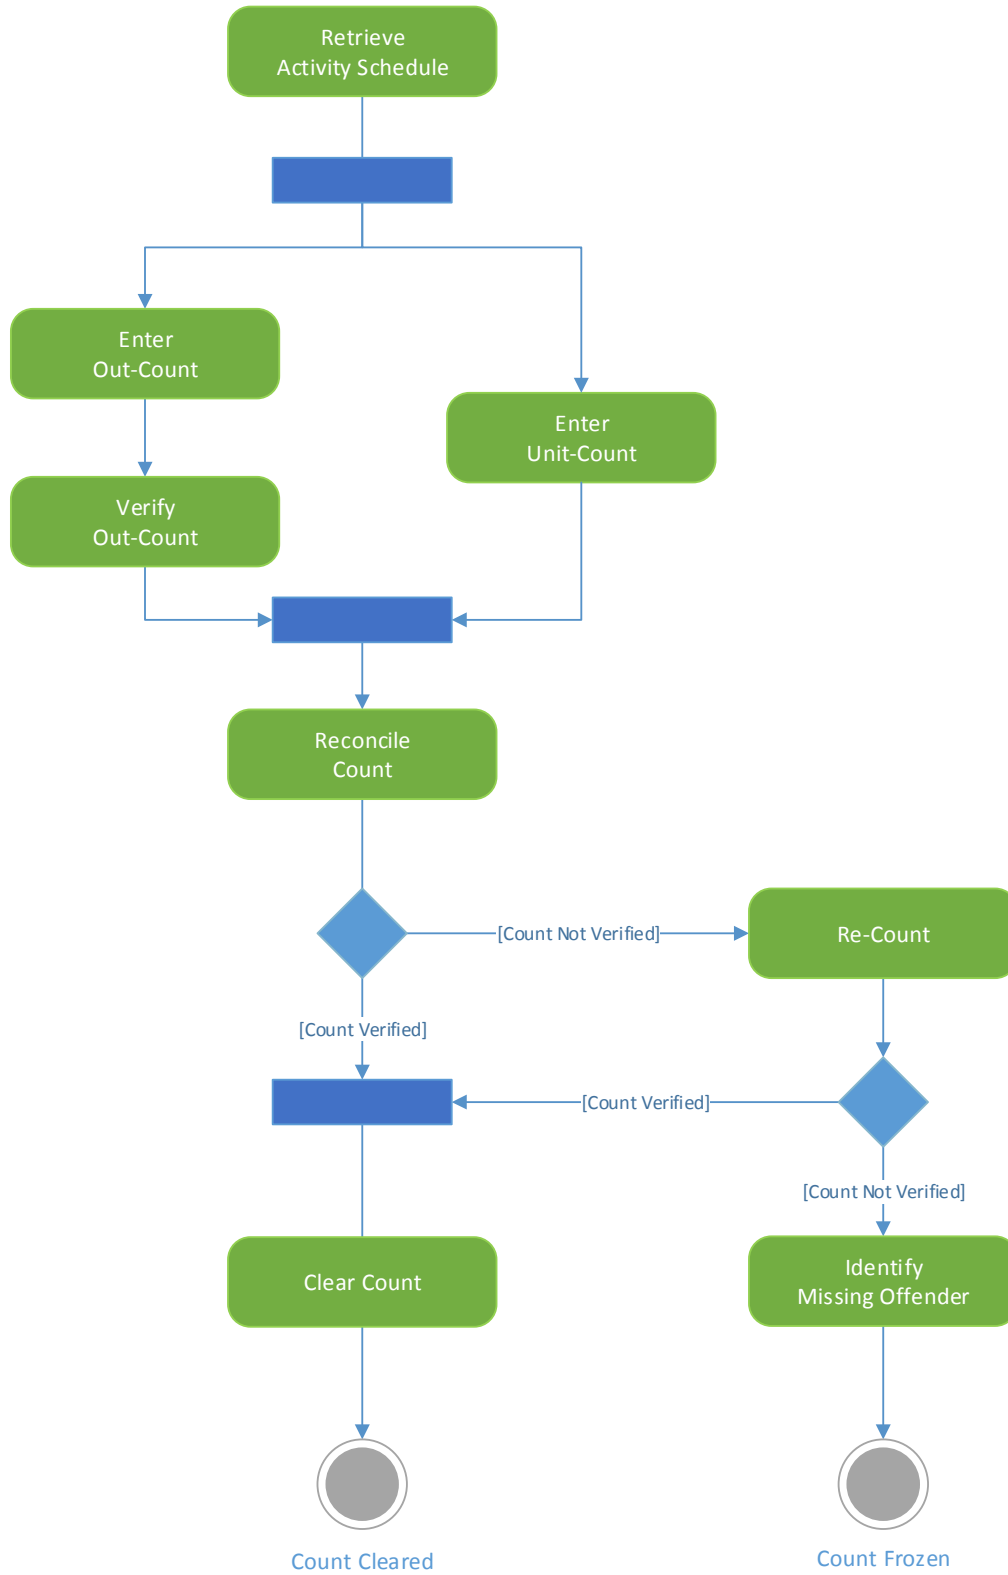 Retrieve
Activity Schedule
Enter
Out-Count
Enter
Unit-Count
Verify
Out-Count
Reconcile
Count
[Count Not Verified]
Re-Count
[Count Verified]
[Count Verified]
[Count Not Verified]
Clear Count
Identify
Missing Offender
Count Cleared
Count Frozen